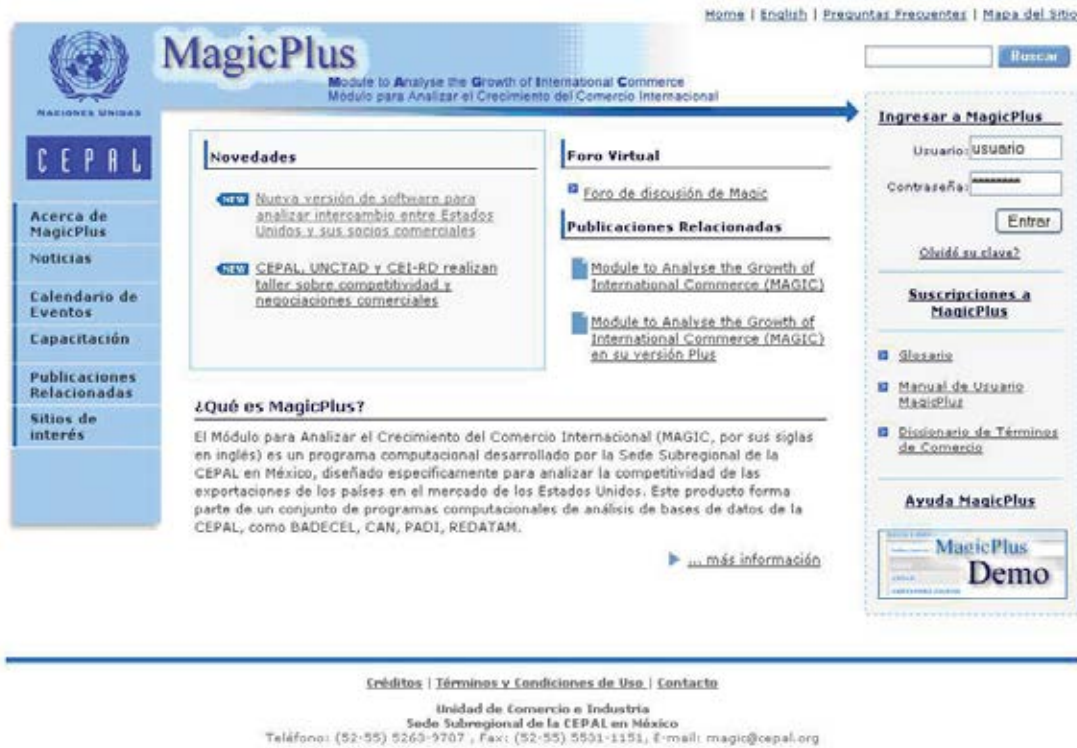 Home | English | Preguntas Frecuentes | Mapa del Sitio
NACIONES UNIDAS
MagicPlus
Module to Analyse the Growth of International Commerce
Módulo para Analizar el Crecimiento del Comercio Internacional
Buscar
CEPAL
Acerca de
MagicPlus
Noticias
Calendario de
Eventos
Capacitación
Publicaciones
Relacionadas
Sitios de
interés
Novedades
NEW Nueva versión de software para
analizar intercambio entre Estados
Unidos y sus socios comerciales
NEW CEPAL, UNCTAD y CEI-RD realizan
taller sobre competitividad y
negociaciones comerciales
Foro Virtual
Foro de discusión de Magic
Publicaciones Relacionadas
Module to Analyse the Growth of
International Commerce (MAGIC)
Module to Analyse the Growth of
International Commerce (MAGIC)
en su versión Plus
¿Qué es MagicPlus?
El Módulo para Analizar el Crecimiento del Comercio Internacional (MAGIC, por sus siglas
en inglés) es un programa computacional desarrollado por la Sede Subregional de la
CEPAL en México, diseñado especificamente para analizar la competitividad de las
exportaciones de los países en el mercado de los Estados Unidos. Este producto forma
parte de un conjunto de programas computacionales de análisis de bases de datos de la
CEPAL, como BADECEL, CAN, PADI, REDATAM.
... más información
Ingresar a MagicPlus
Usuario: usuario
Contraseña:
Entrar
Olvidó su clave?
Suscripciones a
MagicPlus
Glosario
Manual de Usuario
MagicPlus
Diccionario de Términos
de Comercio
Ayuda MagicPlus
MagicPlus
Demo
Créditos | Términos y Condiciones de Uso | Contacto
Unidad de Comercio e Industria
Sede Subregional de la CEPAL en México
Teléfono: (52-55) 5263-9707 , Fax: (52-55) 5531-1151, E-mail: magic@cepal.org